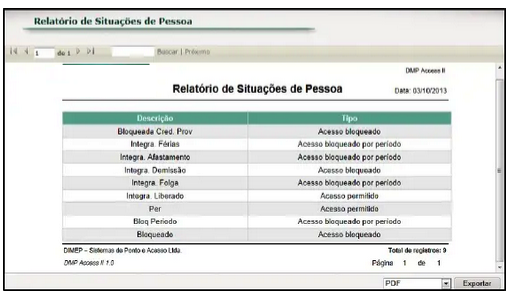 Relatório de Situações de Pessoa
1 de 1 Buscar | Próximo
DMP Access II
Relatório de Situações de Pessoa Data: 03/10/2013
Descrição Tipo
Bloqueada Cred. Prov Acesso bloqueado
Integra. Férias Acesso bloqueado por período
Integra. Afastamento Acesso bloqueado por período
Integra. Demissão Acesso bloqueado
Integra. Folga Acesso bloqueado por período
Integra. Liberado Acesso permitido
Per Acesso permitido
Bloq Periodo Acesso bloqueado por período
Bloqueado Acesso bloqueado
DIMEP – Sistemas de Ponto e Acesso Ltda. Total de registros: 9
DMP Access II 1.0 Página 1 de 1
PDF Exportar